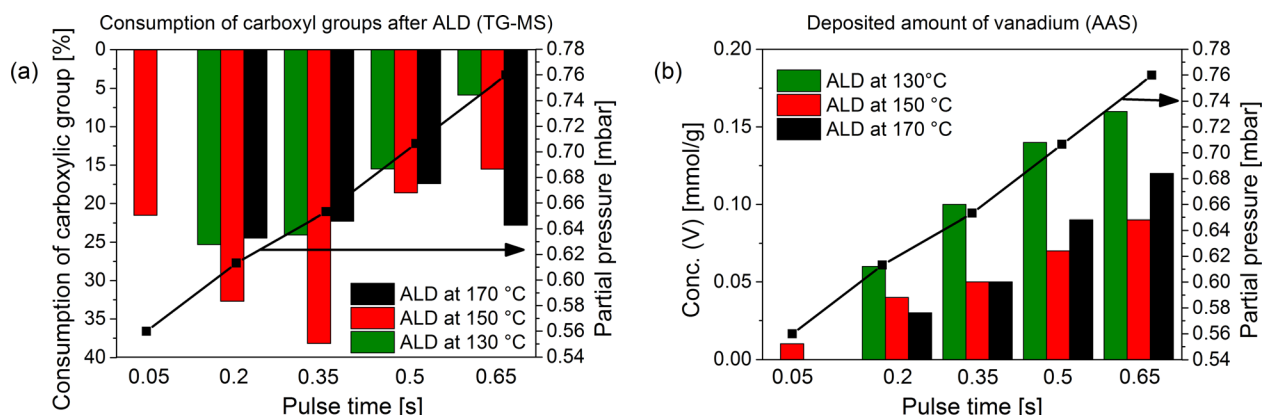 Consumption of carboxyl groups after ALD (TG-MS)
(a)
Consumption of carboxylic group [%]
0
5
10
15
20
25
30
35
40
0.78
0.76
0.74
0.72
0.70
0.68
0.66
0.64
0.62
0.60
0.58
0.56
0.54
Partial pressure [mbar]
ALD at 170 °C
ALD at 150 °C
ALD at 130 °C
0.05 0.2 0.35 0.5 0.65
Pulse time [s]
Deposited amount of vanadium (AAS)
(b)
Conc. (V) [mmol/g]
0.20
0.15
0.10
0.05
0.00
ALD at 130°C
ALD at 150 °C
ALD at 170 °C
0.78
0.76
0.74
0.72
0.70
0.68
0.66
0.64
0.62
0.60
0.58
0.56
0.54
Partial pressure [mbar]
0.05 0.2 0.35 0.5 0.65
Pulse time [s]